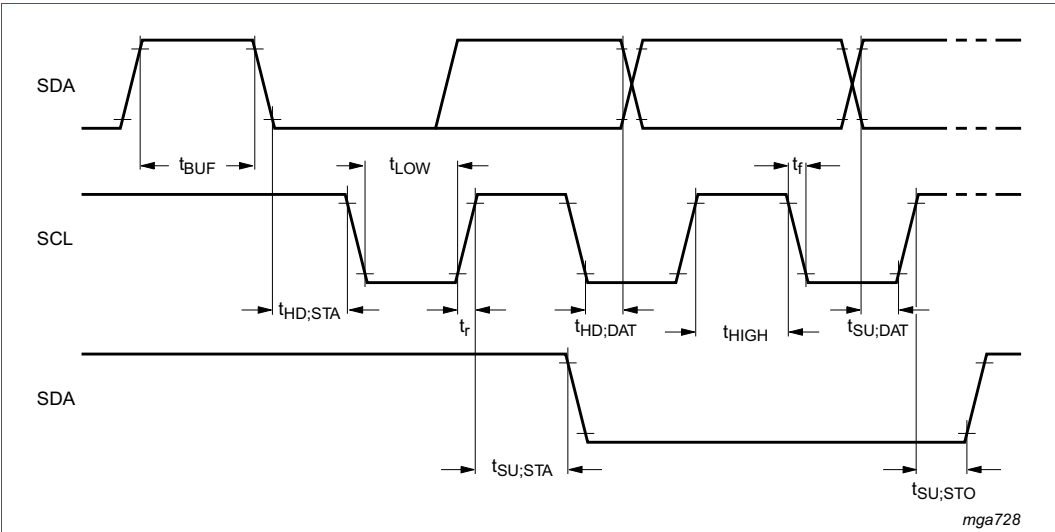 SDA
tBUF
tLOW
tf
SCL
tHD;STA
tr
tHD;DAT
tHIGH
tSU;DAT
SDA
tSU;STA
tSU;STO
mga728